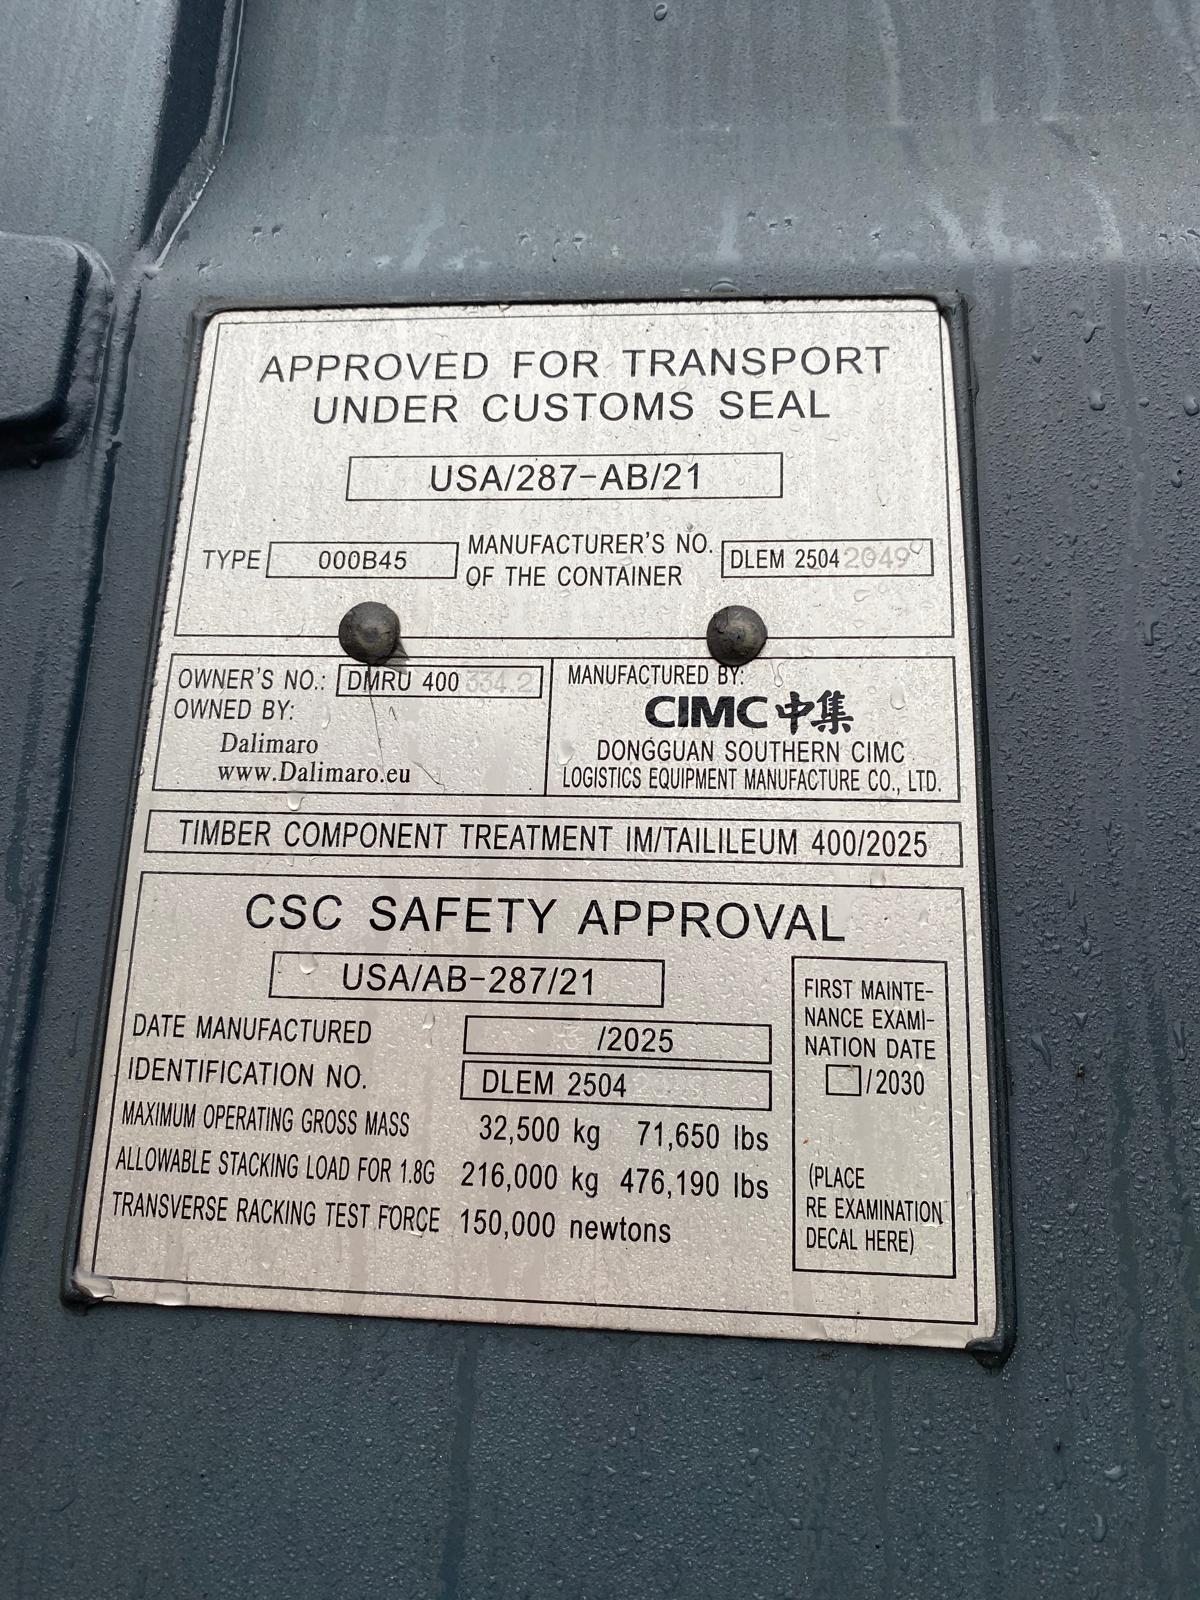 APPROVED FOR TRANSPORT
UNDER CUSTOMS SEAL
USA/287-AB/21
TYPE 000B45 MANUFACTURER'S NO. OF THE CONTAINER DLEM 2504 2049
OWNER'S NO.: DMRU 400 334.2
OWNED BY:
Dalimaro
www.Dalimaro.eu
MANUFACTURED BY:
CIMC 中集
DONGGUAN SOUTHERN CIMC
LOGISTICS EQUIPMENT MANUFACTURE CO., LTD.
TIMBER COMPONENT TREATMENT IM/TAILILEUM 400/2025
CSC SAFETY APPROVAL
USA/AB-287/21
DATE MANUFACTURED /2025
IDENTIFICATION NO. DLEM 2504
MAXIMUM OPERATING GROSS MASS 32,500 kg 71,650 lbs
ALLOWABLE STACKING LOAD FOR 1.8G 216,000 kg 476,190 lbs
TRANSVERSE RACKING TEST FORCE 150,000 newtons
FIRST MAINTE-
NANCE EXAMI-
NATION DATE
/2030
(PLACE
RE EXAMINATION
DECAL HERE)